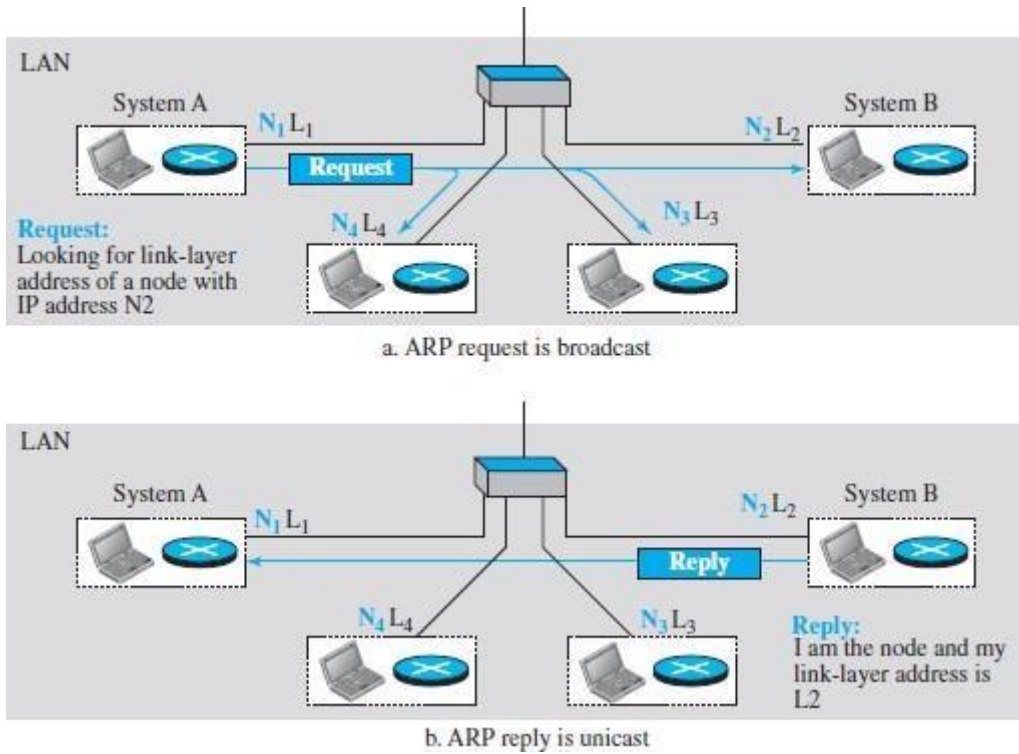 LAN
System A
System B
N1 L1
N2 L2
Request
N4 L4
N3 L3
Request:
Looking for link-layer
address of a node with
IP address N2
a. ARP request is broadcast
LAN
System A
System B
N1 L1
N2 L2
Reply
N4 L4
N3 L3
Reply:
I am the node and my
link-layer address is
L2
b. ARP reply is unicast